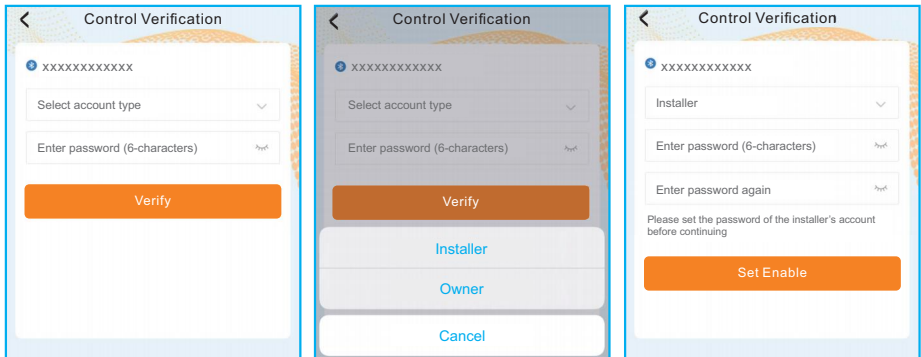 Control Verification
xxxxxxxxxxxx
Select account type
Enter password (6-characters)
Verify
Control Verification
xxxxxxxxxxxx
Select account type
Enter password (6-characters)
Verify
Installer
Owner
Cancel
Control Verification
xxxxxxxxxxxx
Installer
Enter password (6-characters)
Enter password again
Please set the password of the installer's account
before continuing
Set Enable